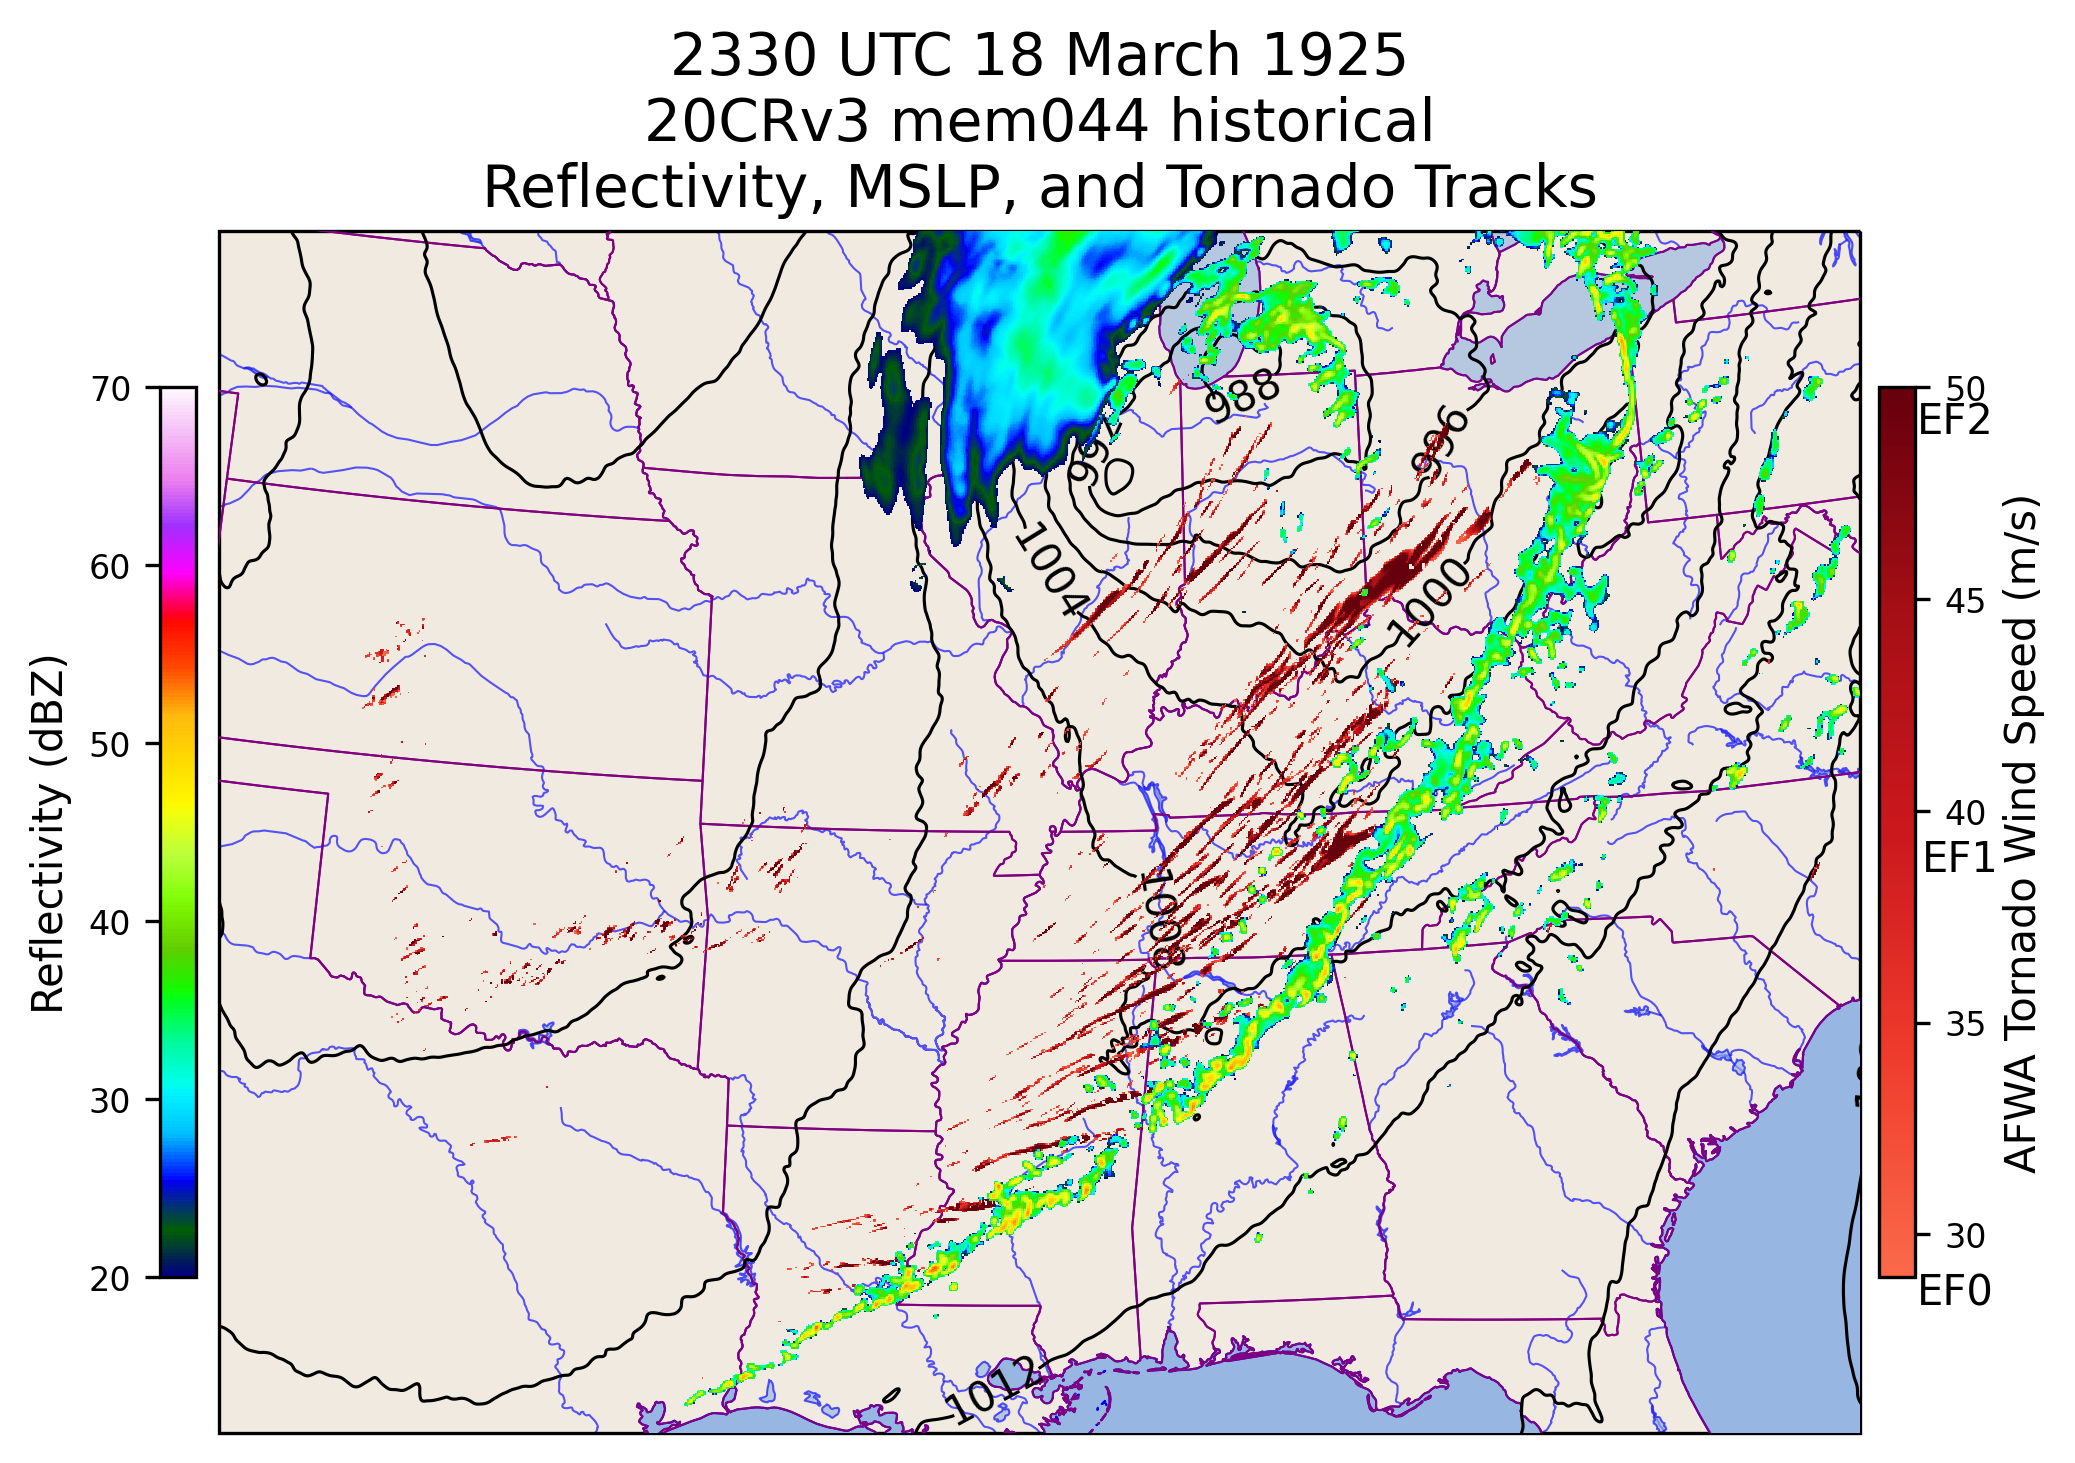 2330 UTC 18 March 1925
20CRv3 mem044 historical
Reflectivity, MSLP, and Tornado Tracks
988
992
996
1004
1000
1008
1012
70
60
50
40
30
20
Reflectivity (dBZ)
50
EF2
45
40
EF1
35
30
EF0
AFWA Tornado Wind Speed (m/s)